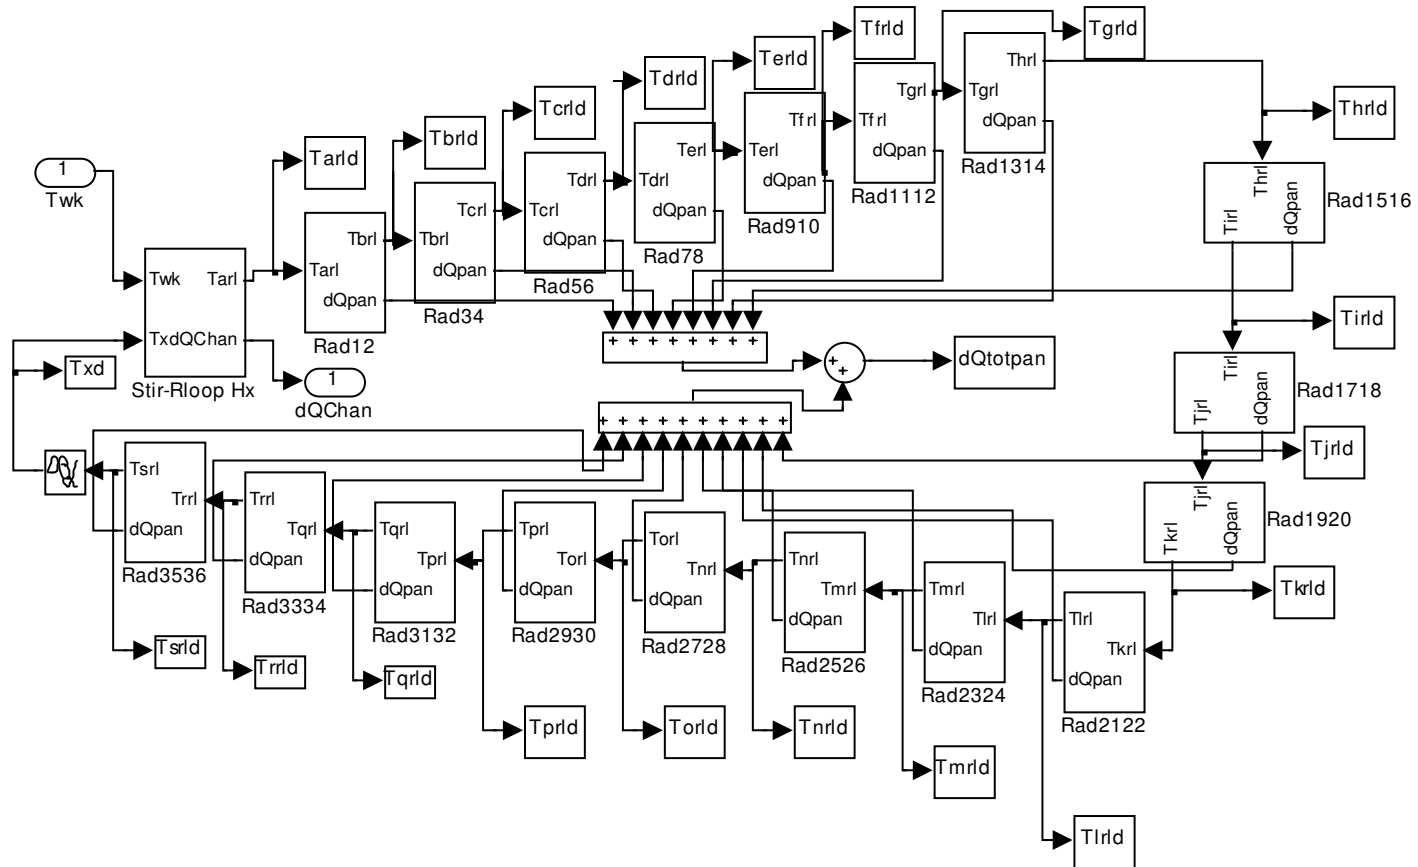 Tfrld
Tgrld
Terld
Tdrld
Tcrld
Tbrld
Tarld
Thrld
1
Twk
Twk
Tarl
TxdQChan
Stir-Rloop Hx
Txd
1
dQChan
Tbrl
Tarl
dQpan
Rad12
Tcrl
Tbrl
dQpan
Rad34
Tdrl
Tcrl
dQpan
Rad56
Terl
Tdrl
dQpan
Rad78
Tfrl
Terl
dQpan
Rad910
Tgrl
Tfrl
dQpan
Rad1112
Thrl
Tgrl
dQpan
Rad1314
Thrl
Tirl
dQpan
Rad1516
Tirld
Tirl
Tjrl
dQpan
Rad1718
Tjrld
Tjrl
Tkrl
dQpan
Rad1920
Tkrld
+ + + + + + + +
+
+
dQtotpan
+ + + + + + + + + +
Tsrl
Trrl
dQpan
Rad3536
Trrl
Tqrl
dQpan
Rad3334
Tqrl
Tprl
dQpan
Rad3132
Tprl
Torl
dQpan
Rad2930
Torl
Tnrl
dQpan
Rad2728
Tnrl
Tmrl
dQpan
Rad2526
Tmrl
Tlrl
dQpan
Rad2324
Tlrl
Tkrl
dQpan
Rad2122
Tsrld
Trrld
Tqrld
Tprld
Torld
Tnrld
Tmrld
Tlrld